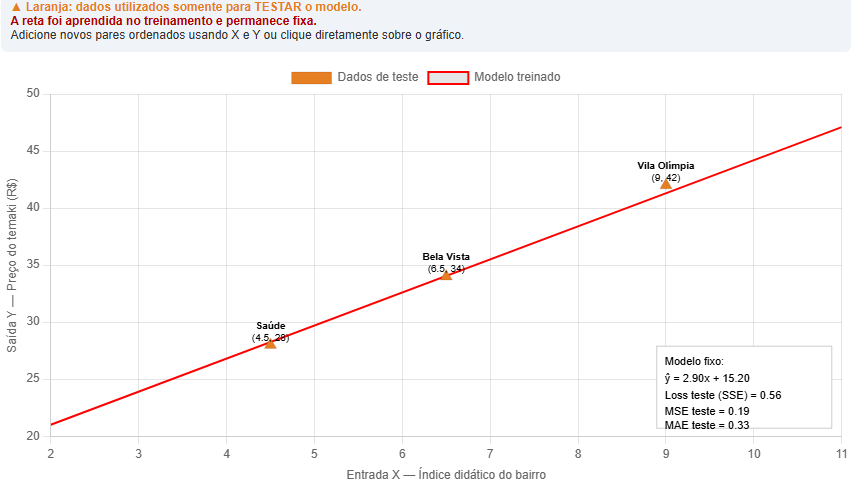 ▲ Laranja: dados utilizados somente para TESTAR o modelo.
A reta foi aprendida no treinamento e permanece fixa.
Adicione novos pares ordenados usando X e Y ou clique diretamente sobre o gráfico.
Dados de teste
Modelo treinado
50
45
40
35
30
25
20
Saída Y — Preço do temaki (R$)
Vila Olímpia
(9, 42)
Bela Vista
(6.5, 34)
Saúde
(4.5, 28)
Modelo fixo:
ŷ = 2.90x + 15.20
Loss teste (SSE) = 0.56
MSE teste = 0.19
MAE teste = 0.33
2 3 4 5 6 7 8 9 10 11
Entrada X — Índice didático do bairro